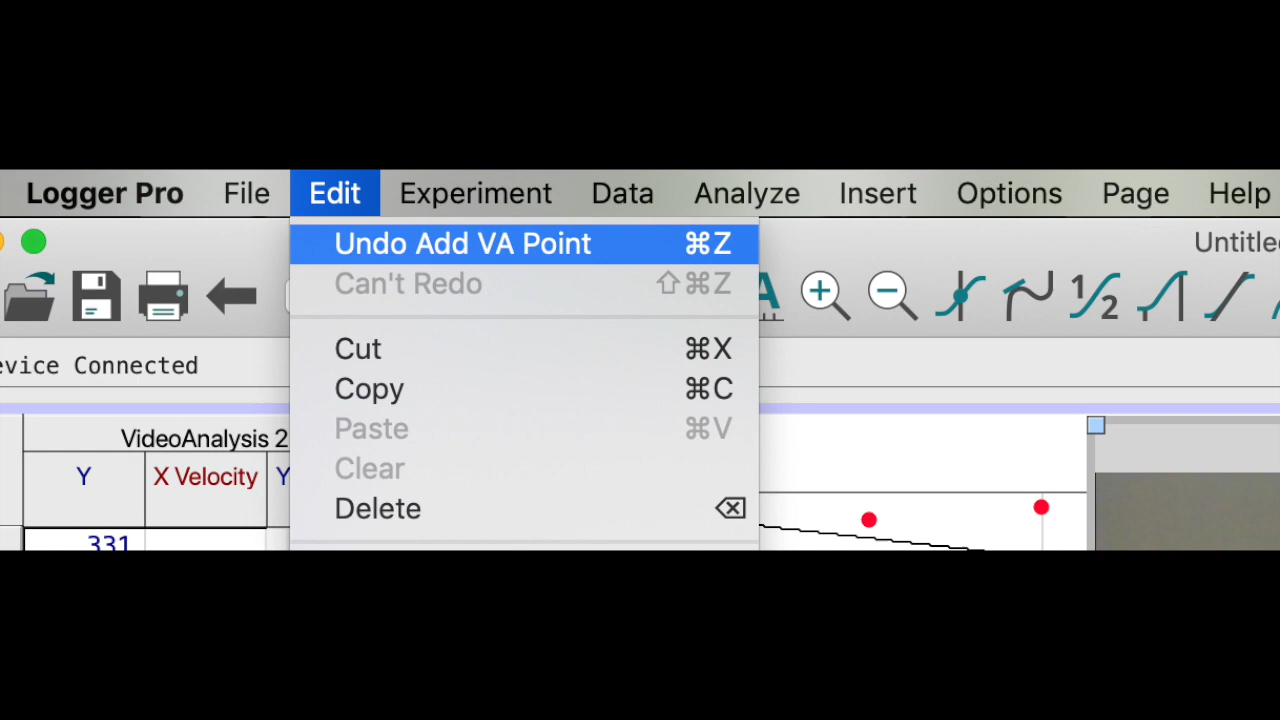 Logger Pro File Edit Experiment Data Analyze Insert Options Page Help
Undo Add VA Point ⌘Z
Untitle
Can't Redo ⇧⌘Z
1/2
Cut ⌘X
evice Connected
Copy ⌘C
Paste ⌘V
VideoAnalysis 2
Clear
Y X Velocity Y
Delete ⌫
331